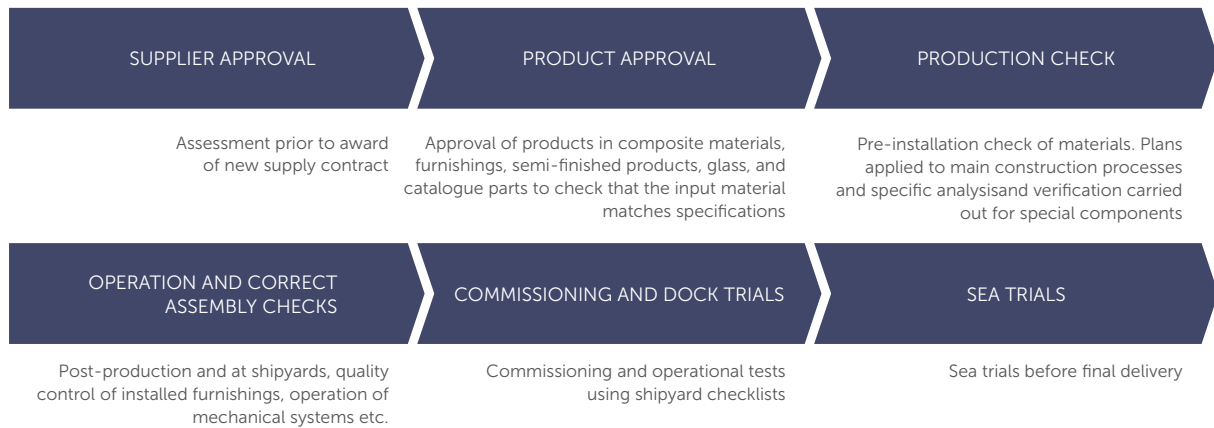 SUPPLIER APPROVAL
PRODUCT APPROVAL
PRODUCTION CHECK
Assessment prior to award
of new supply contract
Approval of products in composite materials,
furnishings, semi-finished products, glass, and
catalogue parts to check that the input material
matches specifications
Pre-installation check of materials. Plans
applied to main construction processes
and specific analysisand verification carried
out for special components
OPERATION AND CORRECT
ASSEMBLY CHECKS
COMMISSIONING AND DOCK TRIALS
SEA TRIALS
Post-production and at shipyards, quality
control of installed furnishings, operation of
mechanical systems etc.
Commissioning and operational tests
using shipyard checklists
Sea trials before final delivery